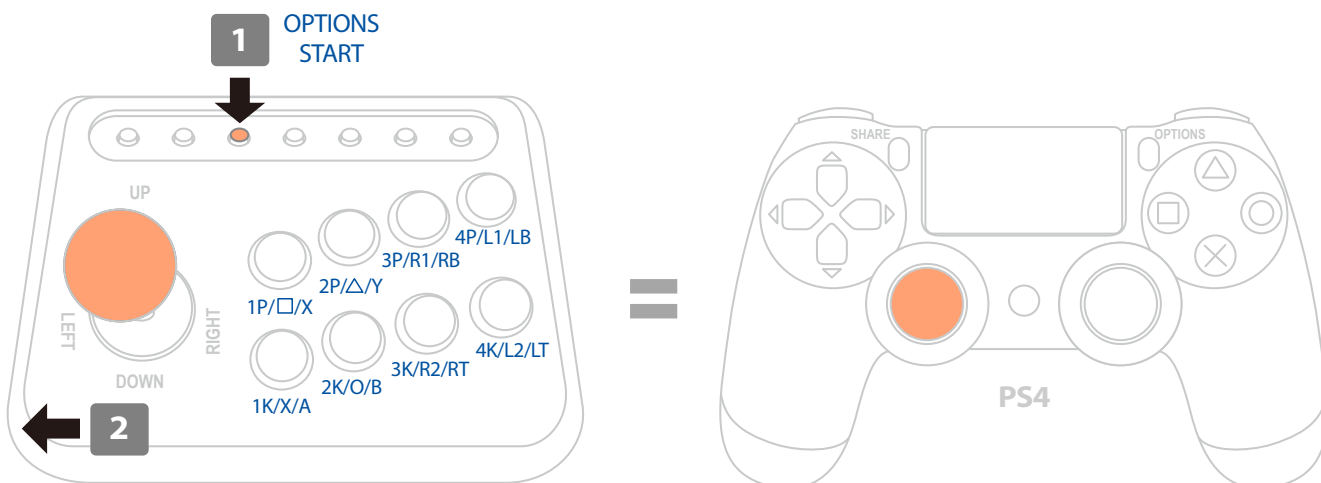 1
OPTIONS
START
UP
LEFT
RIGHT
DOWN
1P/□/X
2P/△/Y
3P/R1/RB
4P/L1/LB
1K/X/A
2K/O/B
3K/R2/RT
4K/L2/LT
2
=
SHARE
OPTIONS
PS4